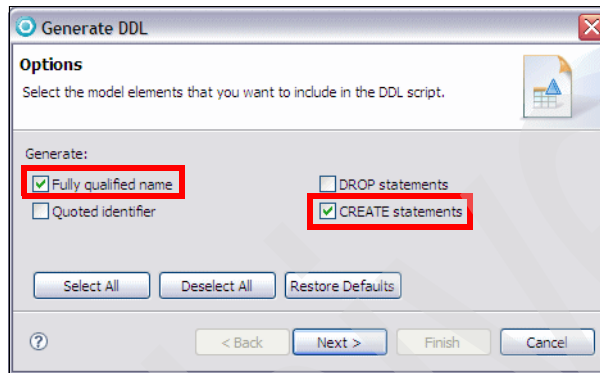 Generate DDL
Options
Select the model elements that you want to include in the DDL script.
Generate:
Fully qualified name
DROP statements
Quoted identifier
CREATE statements
Select All
Deselect All
Restore Defaults
?
< Back
Next >
Finish
Cancel